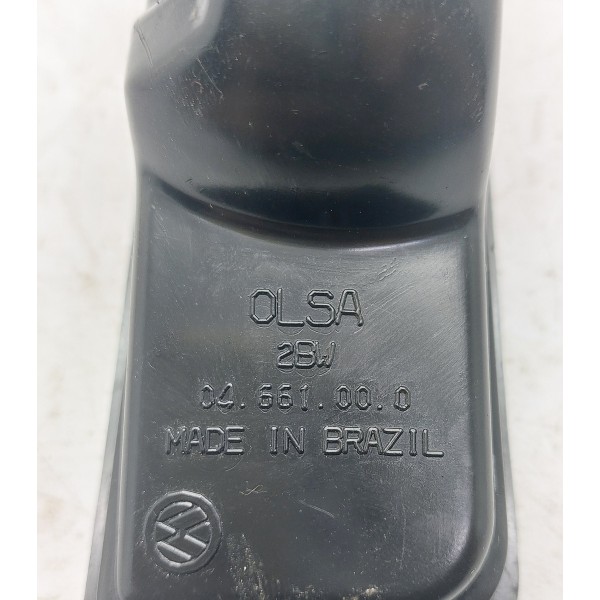 OLSA
2BW
04.661.00.0
MADE IN BRAZIL